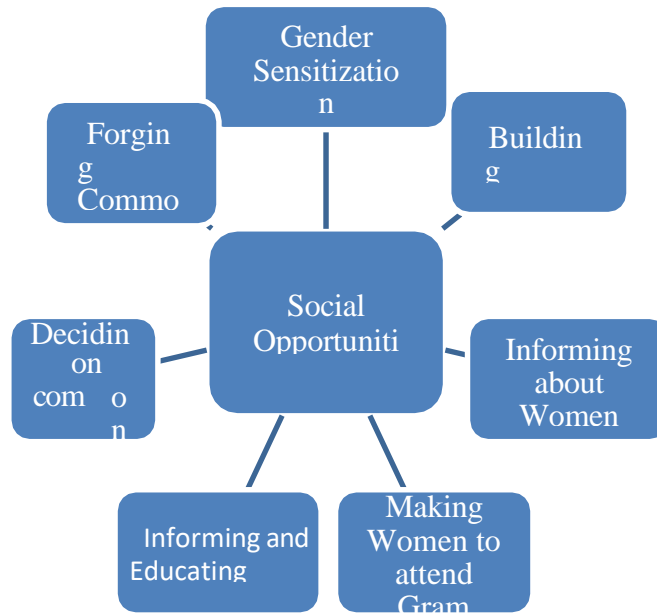 Gender
Sensitizatio
n
Forgin
g
Commo
Buildin
g
Social
Opportuniti
Decidin
on
com o
n
Informing
about
Women
Informing and
Educating
Making
Women to
attend
Gram